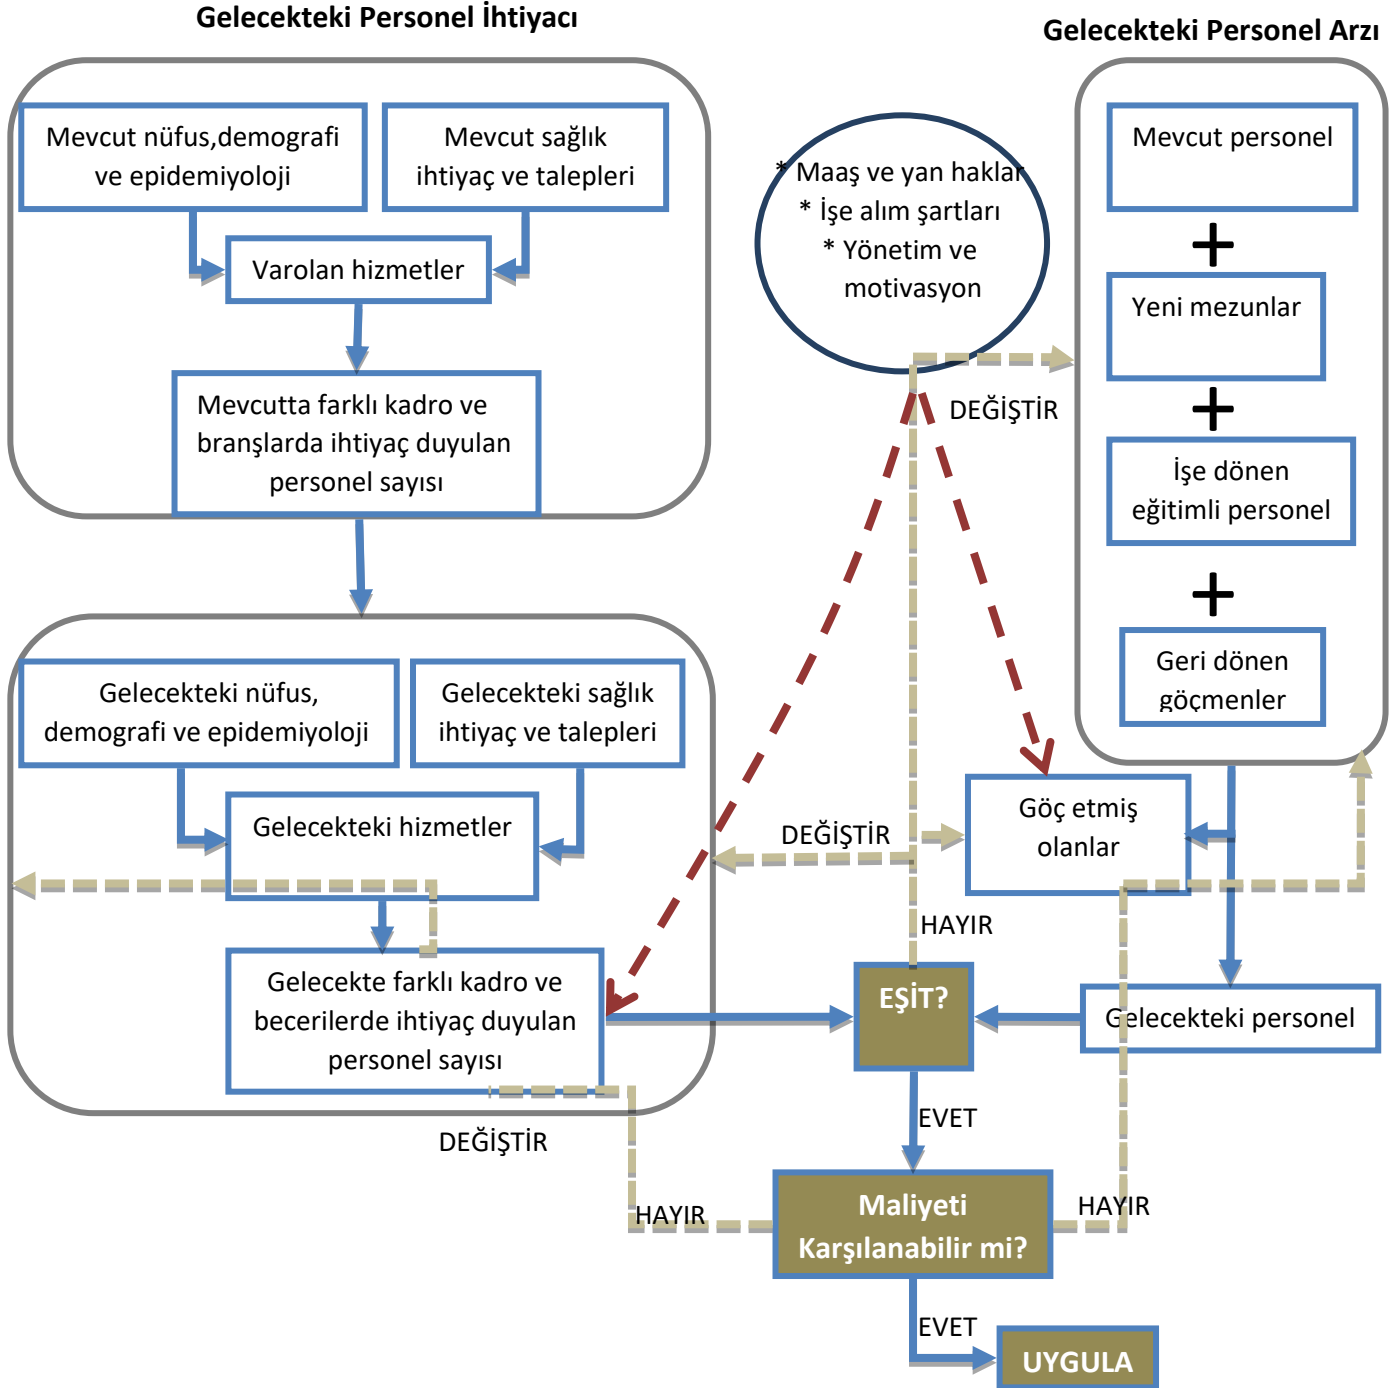 Gelecekteki Personel İhtiyacı
Gelecekteki Personel Arzı
Mevcut nüfus,demografi
ve epidemiyoloji
Mevcut sağlık
ihtiyaç ve talepleri
Varolan hizmetler
Mevcutta farklı kadro ve
branşlarda ihtiyaç duyulan
personel sayısı
* Maaş ve yan haklar
* İşe alım şartları
* Yönetim ve
motivasyon
Mevcut personel
+
Yeni mezunlar
+
İşe dönen
eğitimli personel
+
Geri dönen
göçmenler
DEĞİŞTİR
Gelecekteki nüfus,
demografi ve epidemiyoloji
Gelecekteki sağlık
ihtiyaç ve talepleri
Gelecekteki hizmetler
Gelecekte farklı kadro ve
becerilerde ihtiyaç duyulan
personel sayısı
DEĞİŞTİR
Göç etmiş
olanlar
HAYIR
EŞİT?
Gelecekteki personel
EVET
DEĞİŞTİR
HAYIR
Maliyeti
Karşılanabilir mi?
HAYIR
EVET
UYGULA